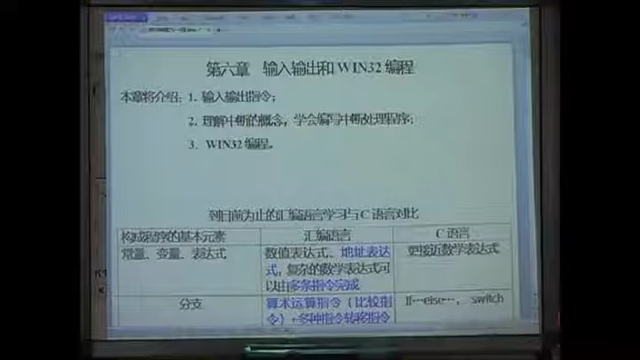 第六章 输入输出和WIN32编程
本章将介绍：1. 输入输出指令；
2. 理解中断的概念，学会编写中断处理程序；
3. WIN32编程。
到目前为止的汇编语言学习与C语言对比
构成程序的基本元素 汇编语言 C语言
常量、变量、表达式 数值表达式、地址表达 更接近数学表达式
式，复杂的数学表达式可
以由多条指令完成
分支 算术运算指令（比较指 If…else…，switch
令）+多种指令转移指令